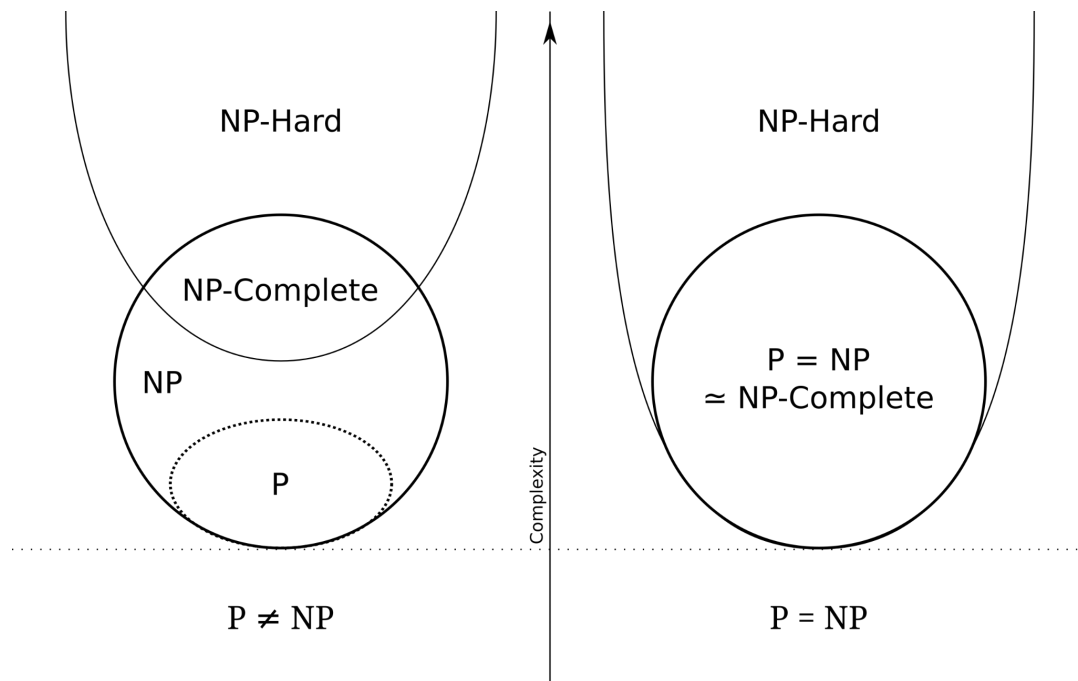 NP-Hard
NP-Complete
NP
P
P ≠ NP
Complexity
NP-Hard
P = NP
≃ NP-Complete
P = NP